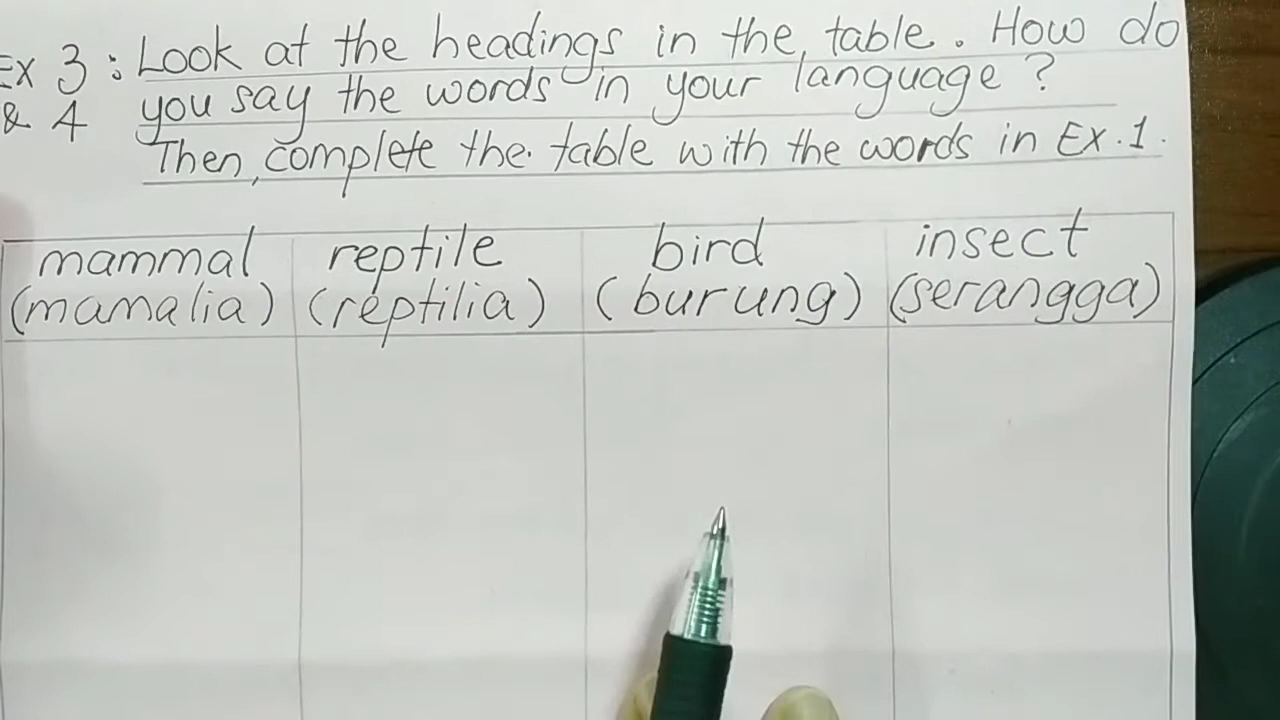 Ex 3 : Look at the headings in the table. How do
& 4 you say the words in your language?
Then, complete the table with the words in Ex. 1.
mammal reptile bird insect
(mamalia) (reptilia) (burung) (serangga)